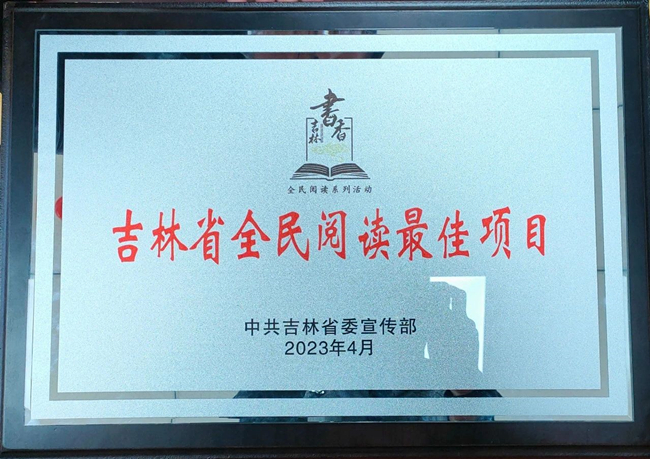 書香
吉林
全民阅读系列活动
吉林省全民阅读最佳项目
中共吉林省委宣传部
2023年4月